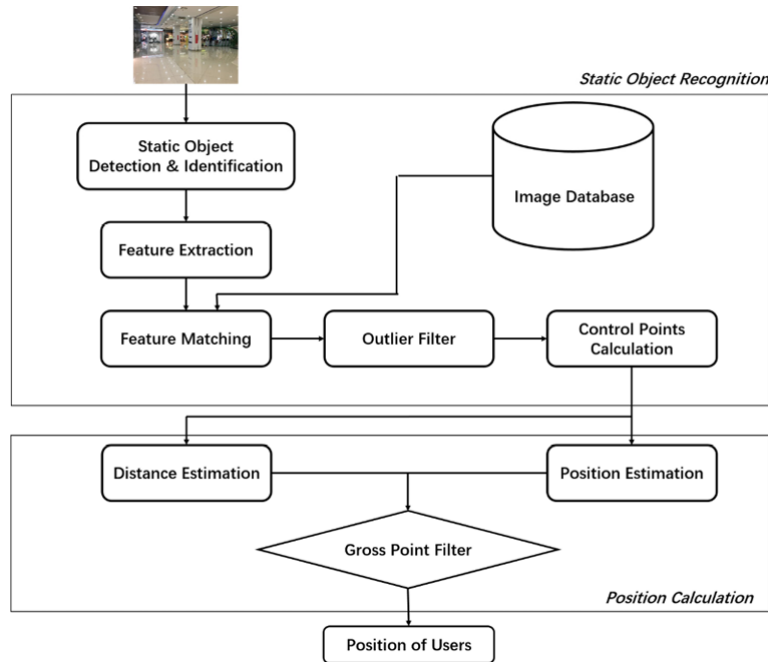 Static Object Recognition
Static Object
Detection & Identification
Image Database
Feature Extraction
Feature Matching
Outlier Filter
Control Points
Calculation
Distance Estimation
Position Estimation
Gross Point Filter
Position Calculation
Position of Users